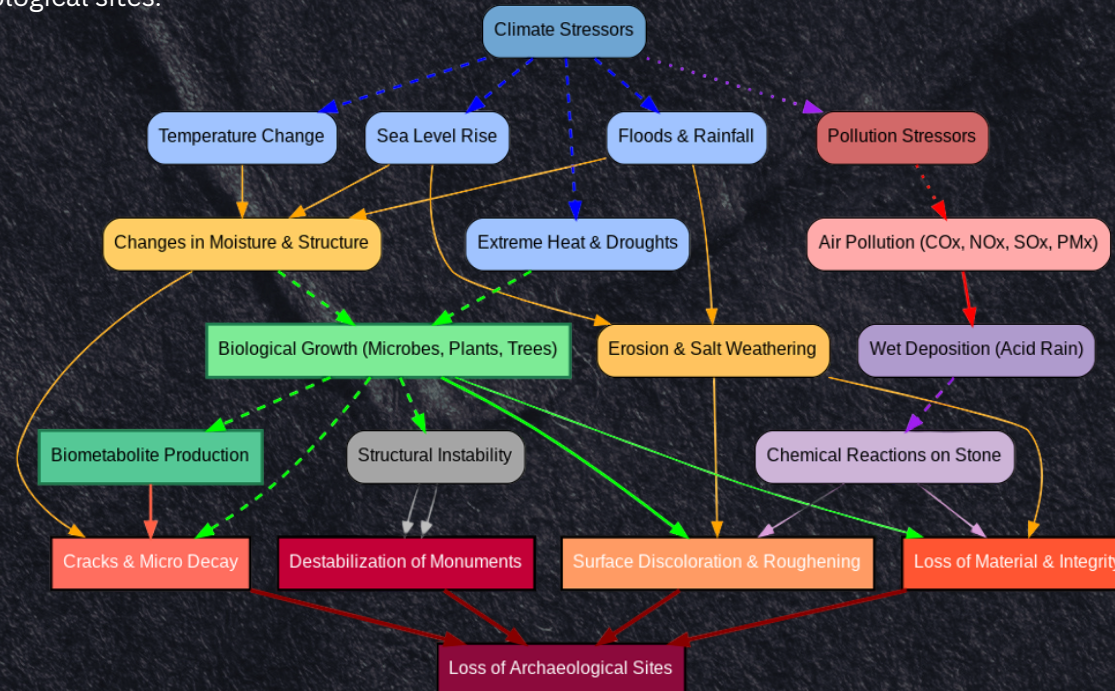 ological sites.
Climate Stressors
Temperature Change
Sea Level Rise
Floods & Rainfall
Pollution Stressors
Changes in Moisture & Structure
Extreme Heat & Droughts
Air Pollution (COx, NOx, SOx, PMx)
Biological Growth (Microbes, Plants, Trees)
Erosion & Salt Weathering
Wet Deposition (Acid Rain)
Biometabolite Production
Structural Instability
Chemical Reactions on Stone
Cracks & Micro Decay
Destabilization of Monuments
Surface Discoloration & Roughening
Loss of Material & Integrity
Loss of Archaeological Sites